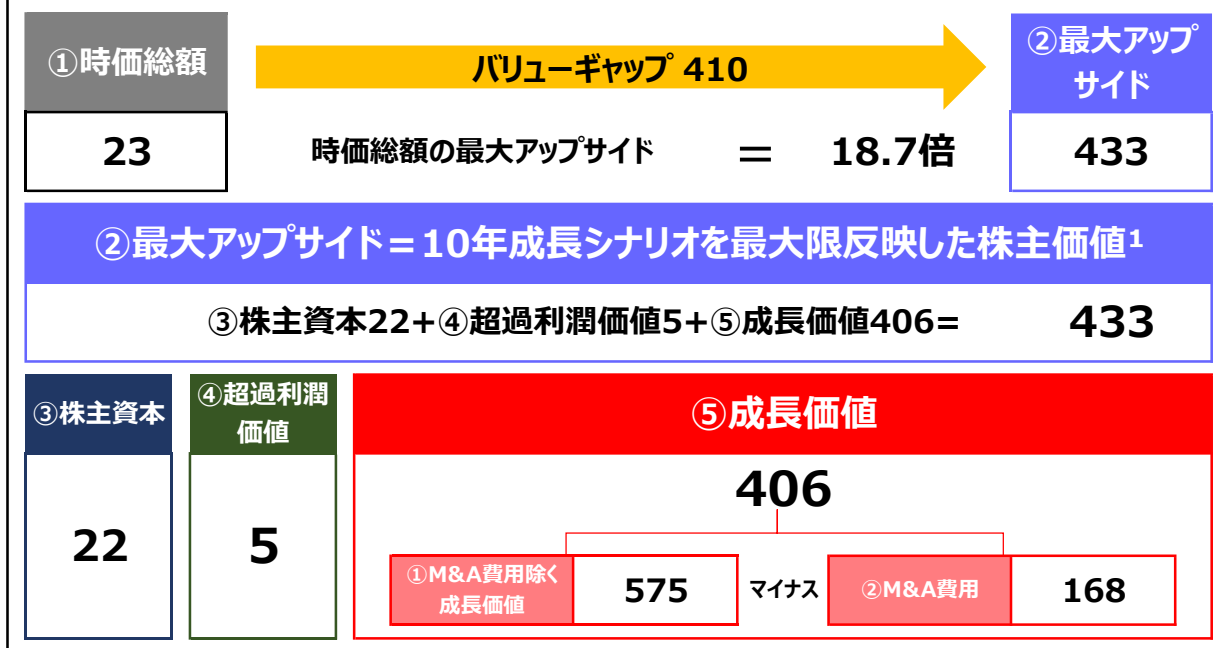 ①時価総額
バリューギャップ 410
②最大アップ
サイド
23
時価総額の最大アップサイド ＝ 18.7倍
433
②最大アップサイド＝10年成長シナリオを最大限反映した株主価値1
③株主資本22+④超過利潤価値5+⑤成長価値406=
433
③株主資本
④超過利潤
価値
⑤成長価値
22
5
406
①M&A費用除く
成長価値
575
マイナス
②M&A費用
168